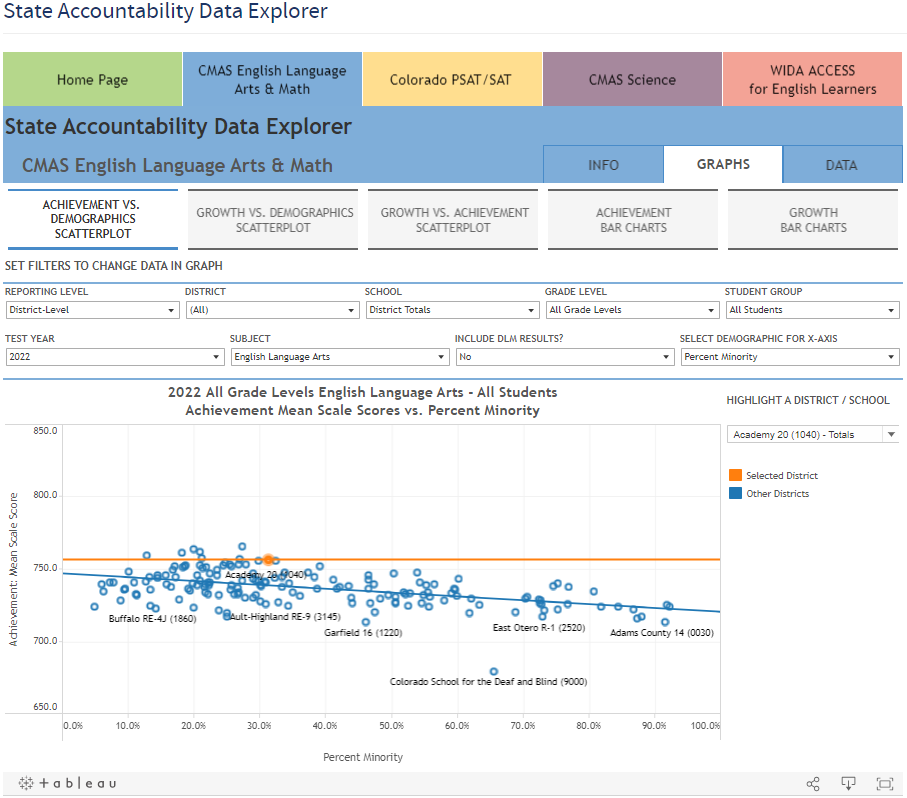 State Accountability Data Explorer
Home Page
CMAS English Language
Arts & Math
Colorado PSAT/SAT
CMAS Science
WIDA ACCESS
for English Learners
State Accountability Data Explorer
CMAS English Language Arts & Math
INFO
GRAPHS
DATA
ACHIEVEMENT VS.
DEMOGRAPHICS
SCATTERPLOT
GROWTH VS. DEMOGRAPHICS
SCATTERPLOT
GROWTH VS. ACHIEVEMENT
SCATTERPLOT
ACHIEVEMENT
BAR CHARTS
GROWTH
BAR CHARTS
SET FILTERS TO CHANGE DATA IN GRAPH
REPORTING LEVEL
District-Level
DISTRICT
(All)
SCHOOL
District Totals
GRADE LEVEL
All Grade Levels
STUDENT GROUP
All Students
TEST YEAR
2022
SUBJECT
English Language Arts
INCLUDE DLM RESULTS?
No
SELECT DEMOGRAPHIC FOR X-AXIS
Percent Minority
2022 All Grade Levels English Language Arts - All Students
Achievement Mean Scale Scores vs. Percent Minority
HIGHLIGHT A DISTRICT / SCHOOL
Academy 20 (1040) - Totals
Selected District
Other Districts
Achievement: Mean Scale Score
850.0
800.0
750.0
700.0
650.0
Academy 20 (1040)
Buffalo RE-4J (1860)
Ault-Highland RE-9 (3145)
Garfield 16 (1220)
East Otero R-1 (2520)
Adams County 14 (0030)
Colorado School for the Deaf and Blind (9000)
0.0%
10.0%
20.0%
30.0%
40.0%
50.0%
60.0%
70.0%
80.0%
90.0%
100.0%
Percent Minority
+ a b l e a u